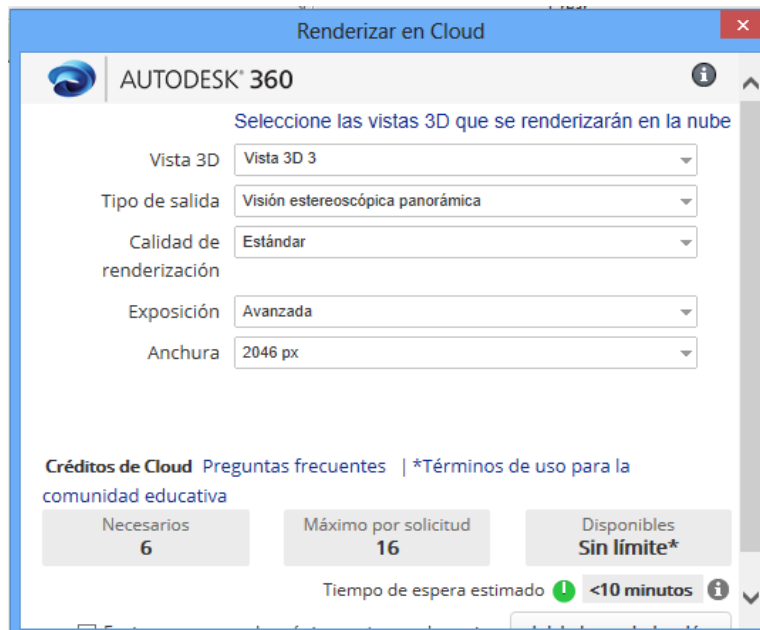 Renderizar en Cloud
AUTODESK® 360
Seleccione las vistas 3D que se renderizarán en la nube
Vista 3D Vista 3D 3
Tipo de salida Visión estereoscópica panorámica
Calidad de Estándar
renderización
Exposición Avanzada
Anchura 2046 px
Créditos de Cloud Preguntas frecuentes | *Términos de uso para la
comunidad educativa
Necesarios Máximo por solicitud Disponibles
6 16 Sin límite*
Tiempo de espera estimado <10 minutos